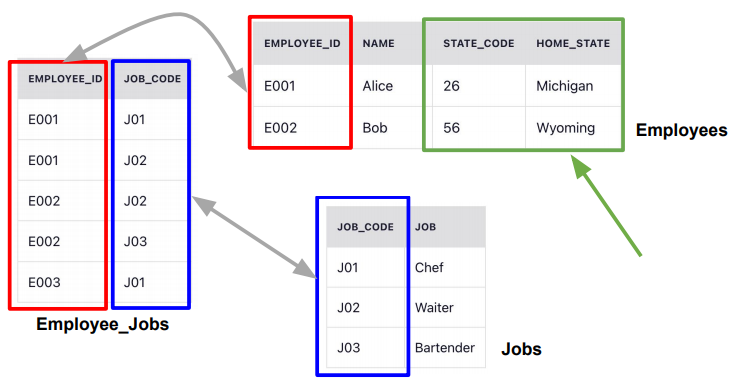 EMPLOYEE_ID NAME STATE_CODE HOME_STATE
E001 Alice 26 Michigan
E002 Bob 56 Wyoming
Employees
EMPLOYEE_ID JOB_CODE
E001 J01
E001 J02
E002 J02
E002 J03
E003 J01
Employee_Jobs
JOB_CODE JOB
J01 Chef
J02 Waiter
J03 Bartender
Jobs